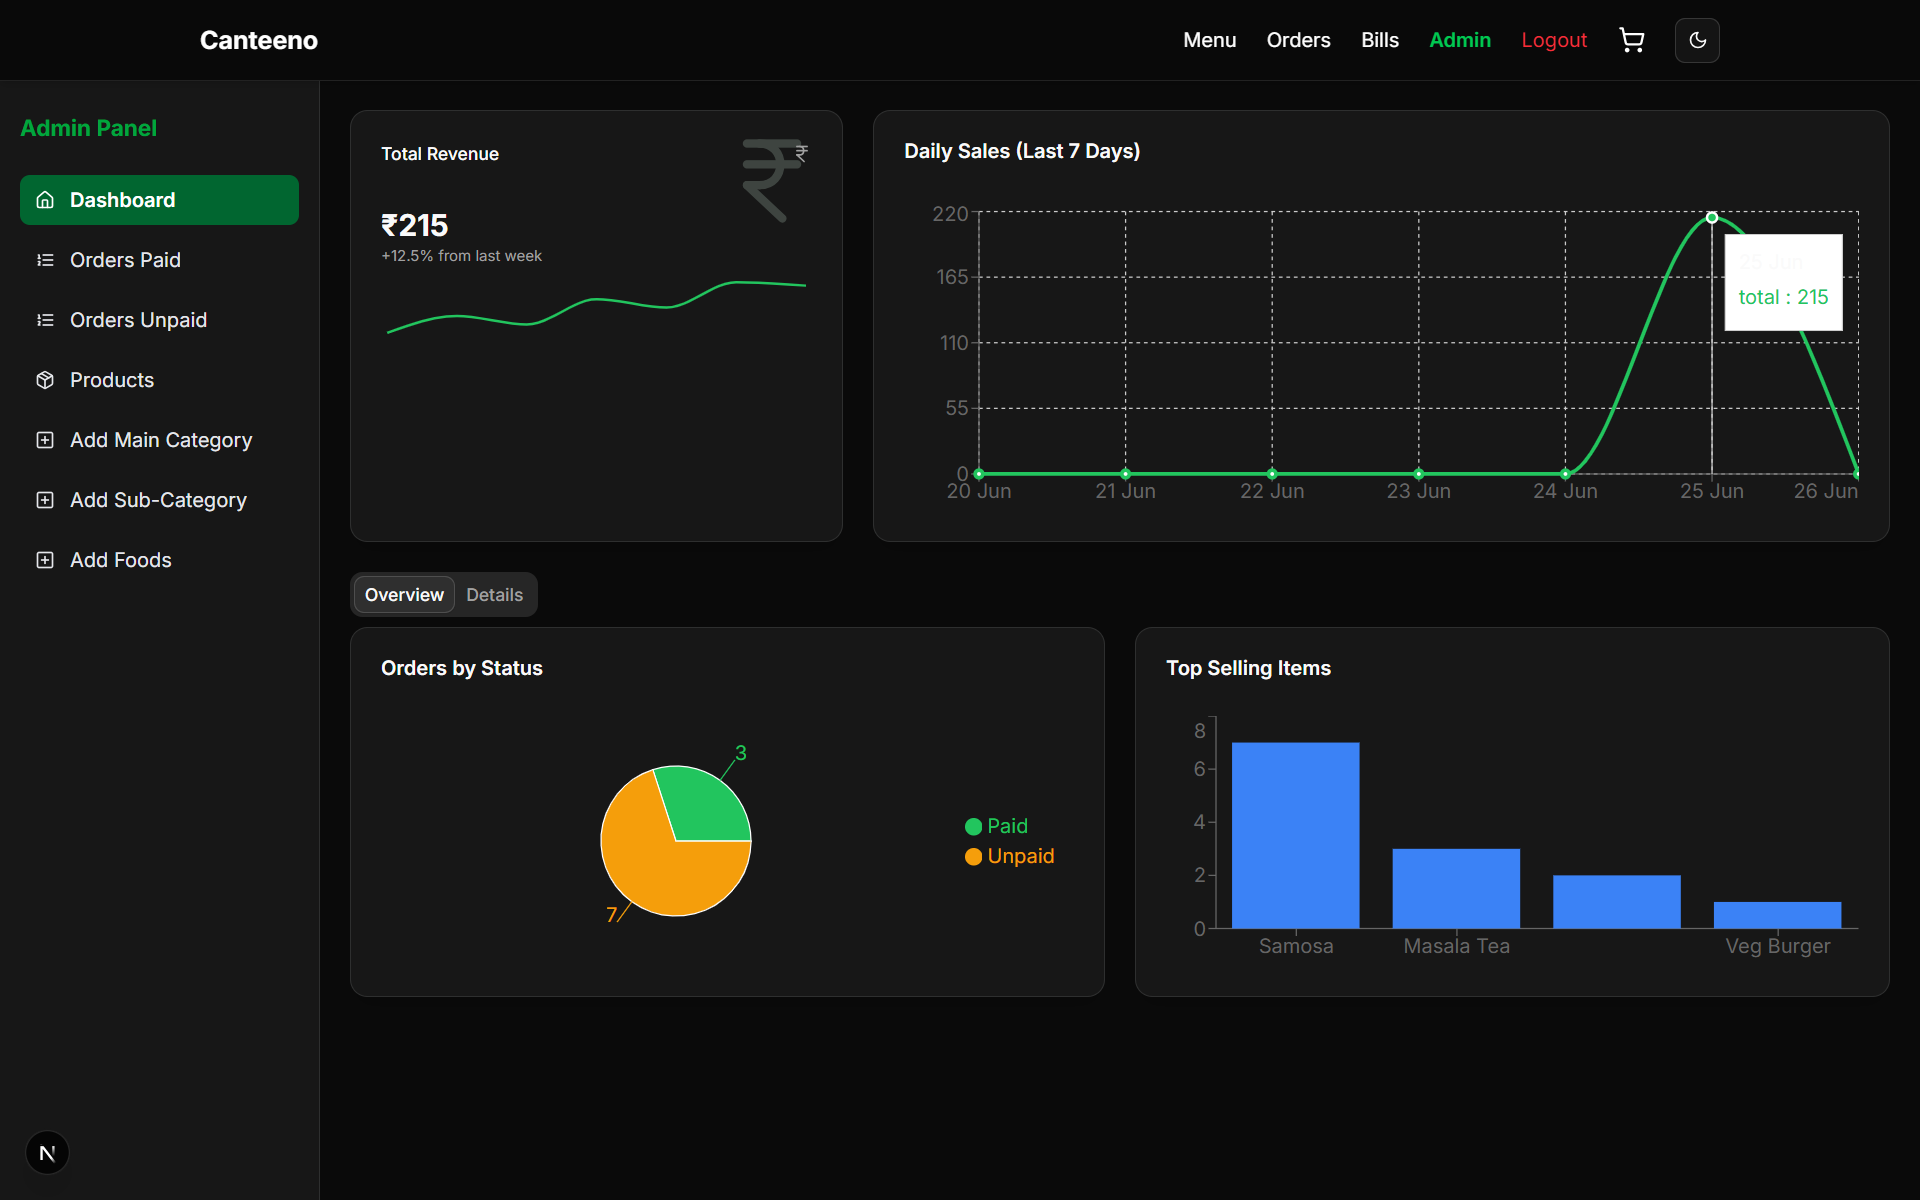 Canteeno
Menu Orders Bills Admin Logout
Admin Panel
Dashboard
Orders Paid
Orders Unpaid
Products
Add Main Category
Add Sub-Category
Add Foods
N
Total Revenue
₹
₹
₹215
+12.5% from last week
Daily Sales (Last 7 Days)
220
165
110
55
0
20 Jun 21 Jun 22 Jun 23 Jun 24 Jun 25 Jun 26 Jun
25 Jun
total : 215
Overview Details
Orders by Status
3
7
Paid
Unpaid
Top Selling Items
8
6
4
2
0
Samosa Masala Tea Veg Burger